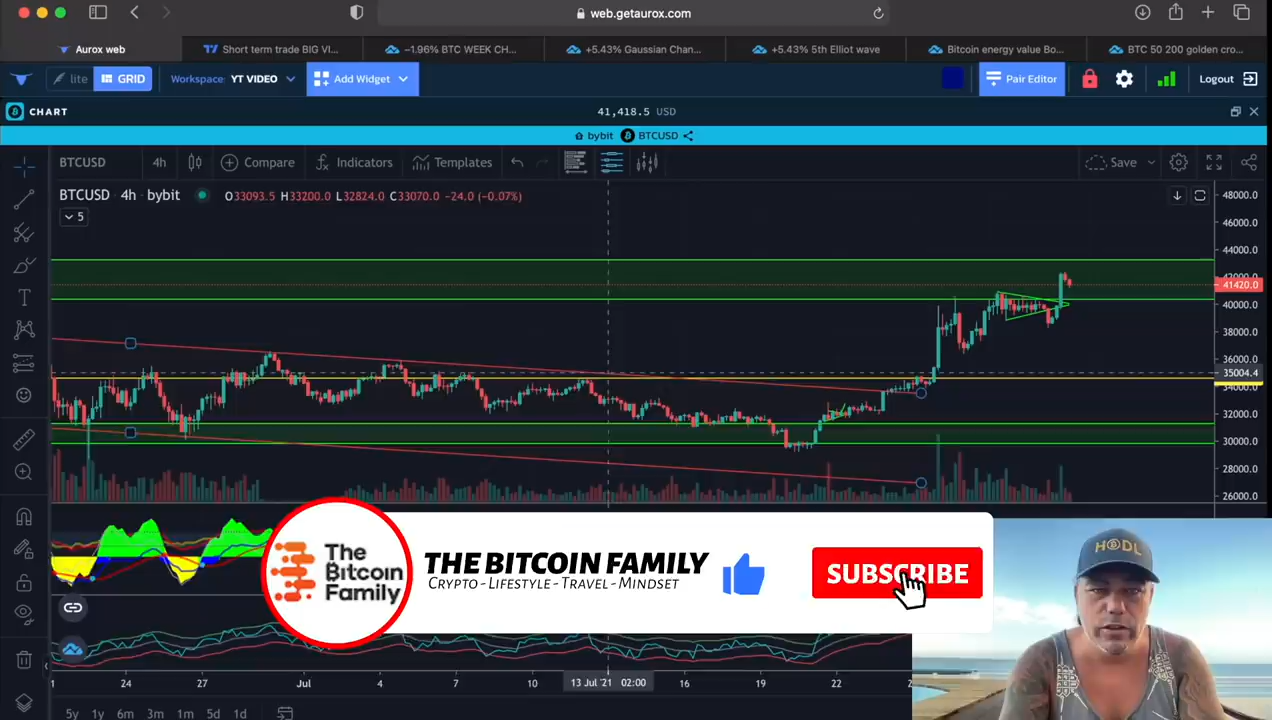 web.getaurox.com
Aurox web
Short term trade BIG VI...
−1.96% BTC WEEK CH...
+5.43% Gaussian Chan...
+5.43% 5th Elliot wave
Bitcoin energy value Bo...
BTC 50 200 golden cro...
lite
GRID
Workspace: YT VIDEO
Add Widget
Pair Editor
Logout
CHART
41,418.5 USD
bybit BTCUSD
BTCUSD
4h
Compare
Indicators
Templates
Save
BTCUSD 4h bybit
O33093.5 H33200.0 L32824.0 C33070.0 −24.0 (−0.07%)
5
48000.0
46000.0
44000.0
41420.0
40000.0
38000.0
36000.0
35004.4
32000.0
30000.0
28000.0
26000.0
The
Bitcoin
Family
THE BITCOIN FAMILY
CRYPTO - LIFESTYLE - TRAVEL - MINDSET
SUBSCRIBE
HODL
24
27
Jul
4
7
10
13 Jul '21 02:00
16
19
22
5y 1y 6m 3m 1m 5d 1d